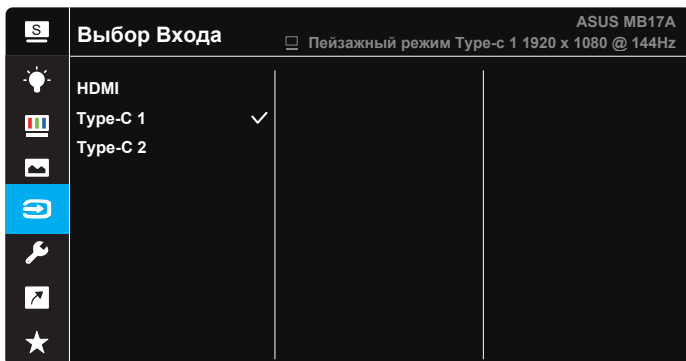 S
Выбор Входа
ASUS MB17A
Пейзажный режим Type-c 1 1920 x 1080 @ 144Hz
HDMI
Type-C 1
Type-C 2